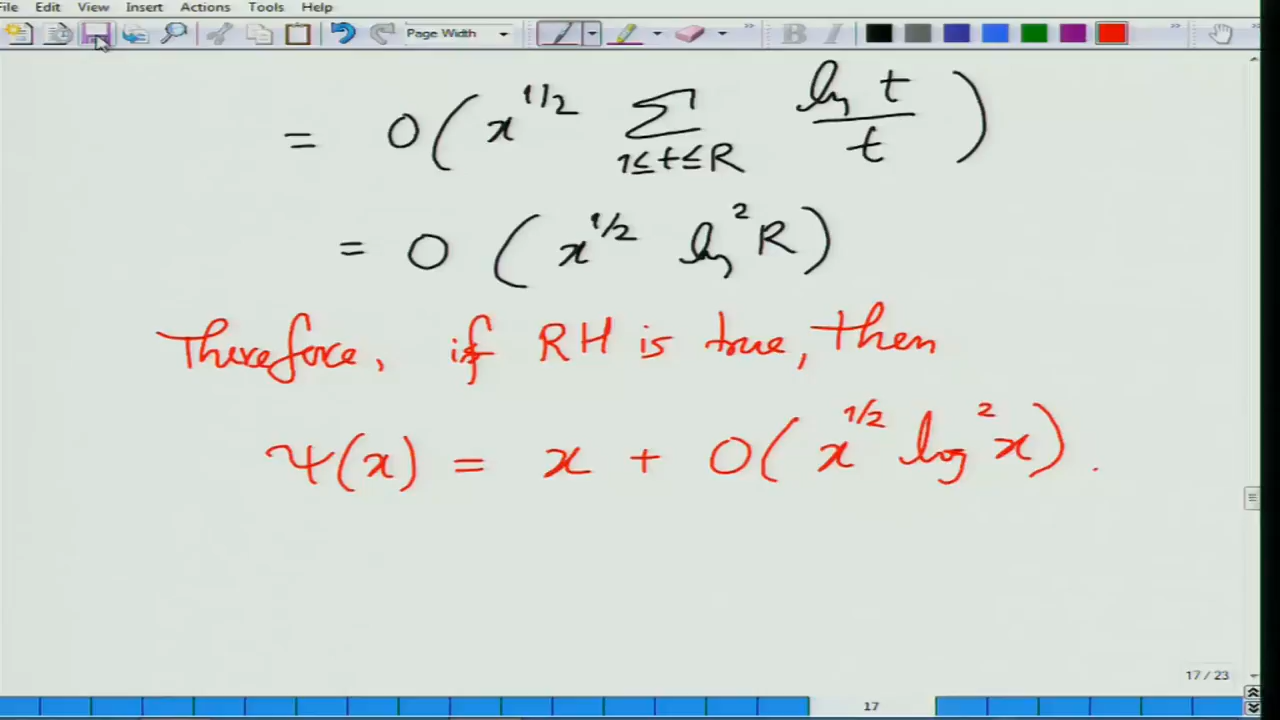 File Edit View Insert Actions Tools Help
Page Width
= O( x^{1/2} Σ_{1≤t≤R} log t / t )
= O ( x^{1/2} log^2 R )
Therefore, if RH is true, then
Ψ(x) = x + O( x^{1/2} log^2 x ) .
17 / 23
17